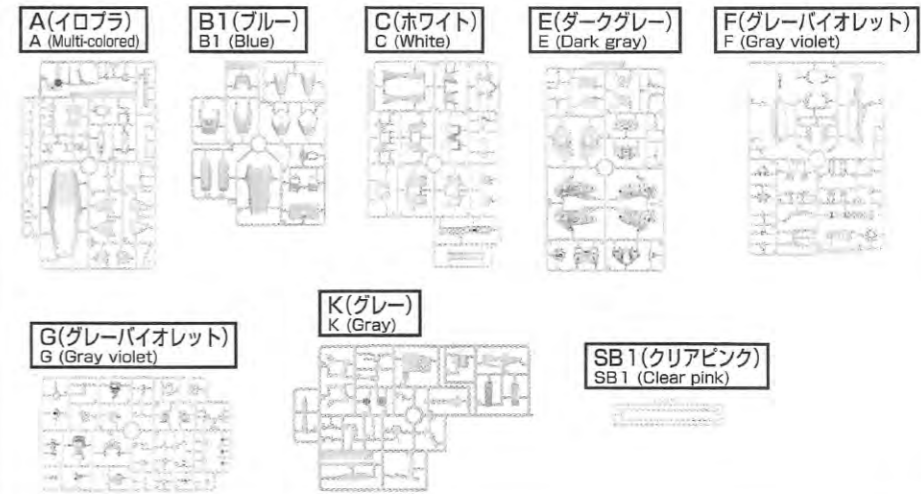 A(イロプラ)
A (Multi-colored)
B1(ブルー)
B1 (Blue)
C(ホワイト)
C (White)
E(ダークグレー)
E (Dark gray)
F(グレーバイオレット)
F (Gray violet)
G(グレーバイオレット)
G (Gray violet)
K(グレー)
K (Gray)
SB1(クリアピンク)
SB1 (Clear pink)